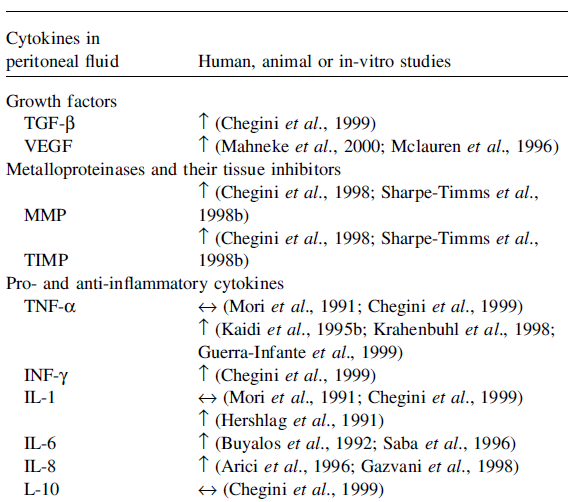 Cytokines in
peritoneal fluid Human, animal or in-vitro studies
Growth factors
TGF-β ↑ (Chegini et al., 1999)
VEGF ↑ (Mahneke et al., 2000; Mclauren et al., 1996)
Metalloproteinases and their tissue inhibitors
↑ (Chegini et al., 1998; Sharpe-Timms et al.,
MMP 1998b)
↑ (Chegini et al., 1998; Sharpe-Timms et al.,
TIMP 1998b)
Pro- and anti-inflammatory cytokines
TNF-α ↔ (Mori et al., 1991; Chegini et al., 1999)
↑ (Kaidi et al., 1995b; Krahenbuhl et al., 1998;
Guerra-Infante et al., 1999)
INF-γ ↑ (Chegini et al., 1999)
IL-1 ↔ (Mori et al., 1991; Chegini et al., 1999)
↑ (Hershlag et al., 1991)
IL-6 ↑ (Buyalos et al., 1992; Saba et al., 1996)
IL-8 ↑ (Arici et al., 1996; Gazvani et al., 1998)
L-10 ↔ (Chegini et al., 1999)